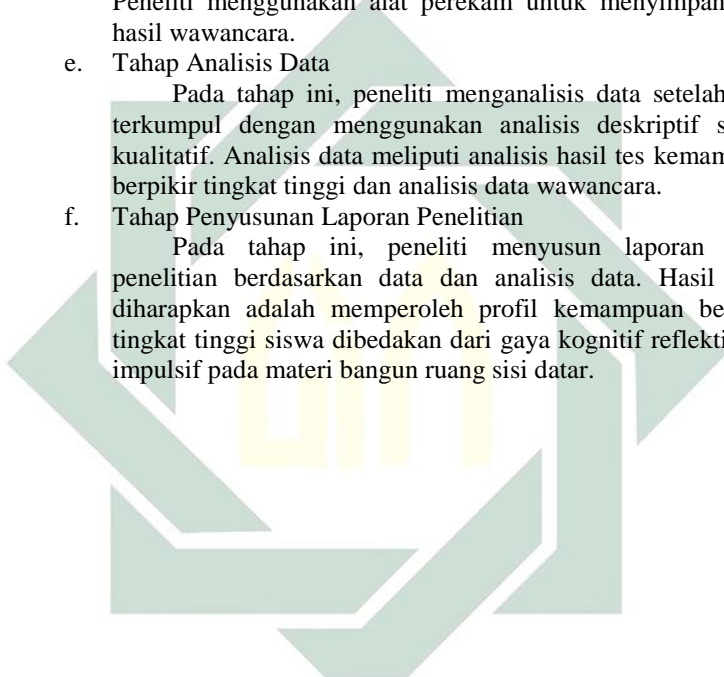 Peneliti menggunakan alat perekam untuk menyimpan
hasil wawancara.
e. Tahap Analisis Data
Pada tahap ini, peneliti menganalisis data setelah
terkumpul dengan menggunakan analisis deskriptif
kualitatif. Analisis data meliputi analisis hasil tes
berpikir tingkat tinggi dan analisis data wawancara.
f. Tahap Penyusunan Laporan Penelitian
Pada tahap ini, peneliti menyusun laporan
penelitian berdasarkan data dan analisis data. Hasil
diharapkan adalah memperoleh profil kemampuan
tingkat tinggi siswa dibedakan dari gaya kognitif
impulsif pada materi bangun ruang sisi datar.